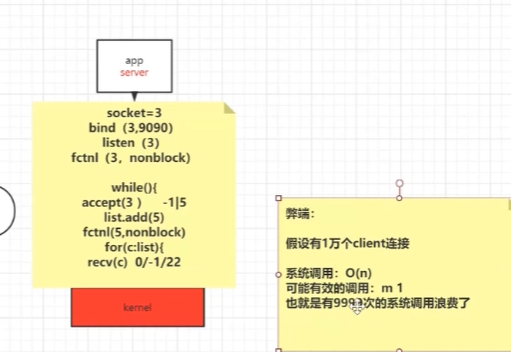 app
server
socket=3
bind（3,9090）
listen（3）
fctnl（3，nonblock）
while(){
accept(3 )    -1|5
list.add(5)
fctnl(5,nonblock)
for(c:list){
recv(c)  0/-1/22
kernel
弊端：
假设有1万个client连接
系统调用：O(n)
可能有效的调用：m 1
也就是有9999次的系统调用浪费了